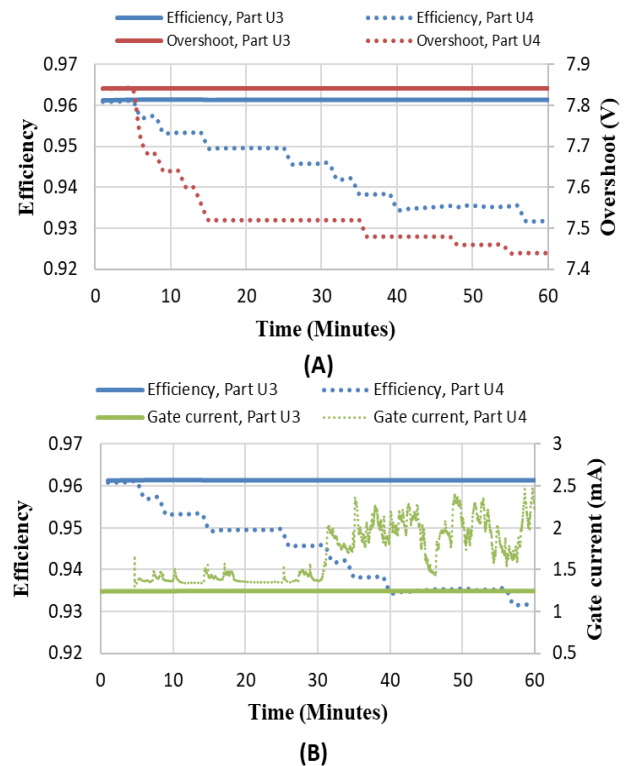 Efficiency, Part U3 Efficiency, Part U4
Overshoot, Part U3 Overshoot, Part U4
0.97 7.9
0.96 7.8
0.95 7.7
0.94 7.6
0.93 7.5
0.92 7.4
Efficiency
Overshoot (V)
0 10 20 30 40 50 60
Time (Minutes)
(A)
Efficiency, Part U3 Efficiency, Part U4
Gate current, Part U3 Gate current, Part U4
0.97 3
0.96 2.5
0.95 2
0.94 1.5
0.93 1
0.92 0.5
Efficiency
Gate current (mA)
0 10 20 30 40 50 60
Time (Minutes)
(B)